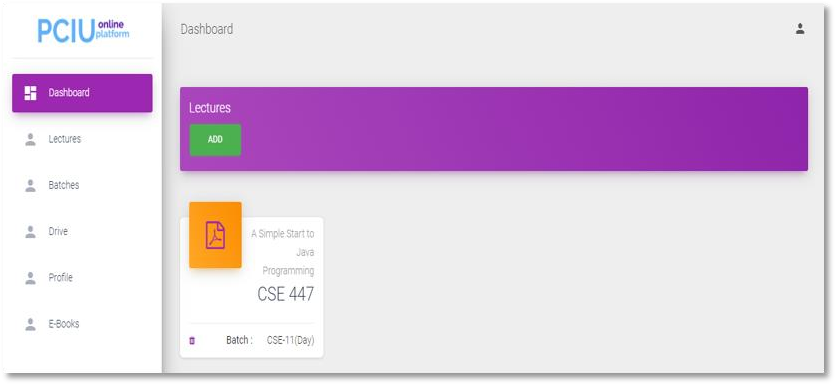 PCIU online
platform
Dashboard
Dashboard
Lectures
Batches
Drive
Profile
E-Books
Lectures
ADD
A Simple Start to
Java
Programming
CSE 447
Batch : CSE-11(Day)